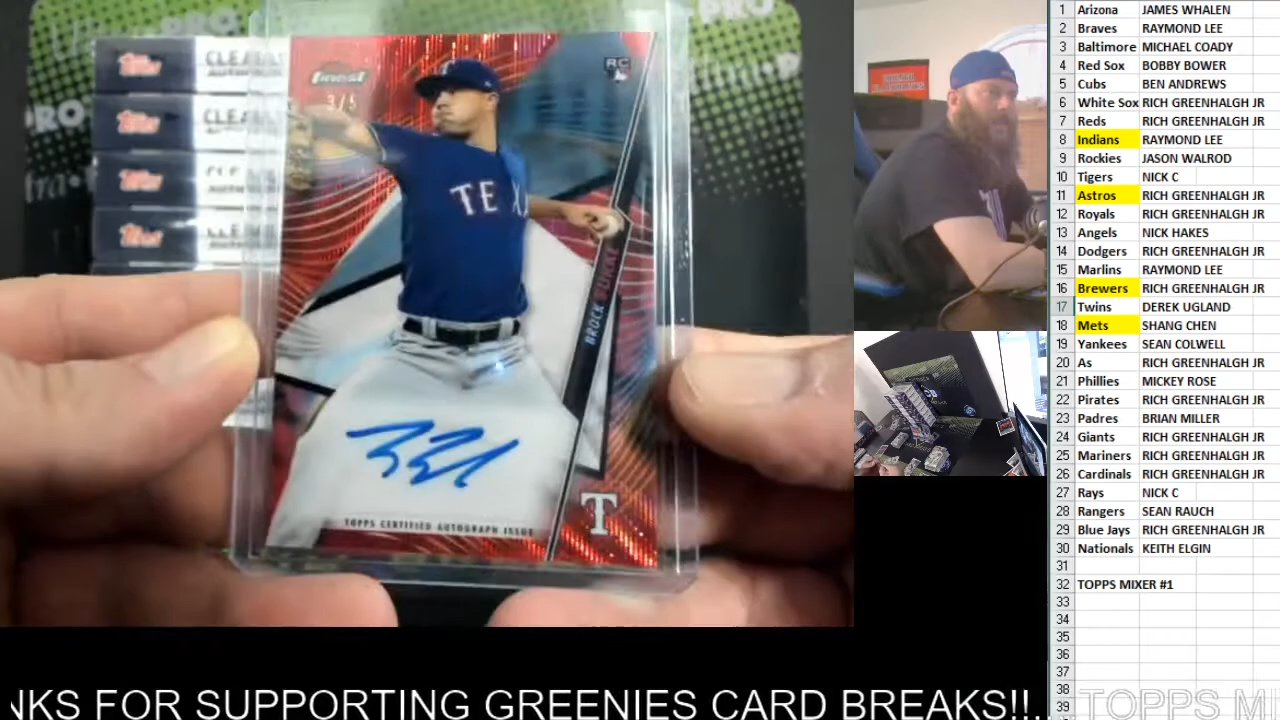 CLEA
CLEA
Finest
RC
3/5
TEX
BROCK BURKE
TOPPS CERTIFIED AUTOGRAPH ISSUE
T
1 Arizona JAMES WHALEN
2 Braves RAYMOND LEE
3 Baltimore MICHAEL COADY
4 Red Sox BOBBY BOWER
5 Cubs BEN ANDREWS
6 White Sox RICH GREENHALGH JR
7 Reds RICH GREENHALGH JR
8 Indians RAYMOND LEE
9 Rockies JASON WALROD
10 Tigers NICK C
11 Astros RICH GREENHALGH JR
12 Royals RICH GREENHALGH JR
13 Angels NICK HAKES
14 Dodgers RICH GREENHALGH JR
15 Marlins RAYMOND LEE
16 Brewers RICH GREENHALGH JR
17 Twins DEREK UGLAND
18 Mets SHANG CHEN
19 Yankees SEAN COLWELL
20 As RICH GREENHALGH JR
21 Phillies MICKEY ROSE
22 Pirates RICH GREENHALGH JR
23 Padres BRIAN MILLER
24 Giants RICH GREENHALGH JR
25 Mariners RICH GREENHALGH JR
26 Cardinals RICH GREENHALGH JR
27 Rays NICK C
28 Rangers SEAN RAUCH
29 Blue Jays RICH GREENHALGH JR
30 Nationals KEITH ELGIN
31
32 TOPPS MIXER #1
33
34
35
36
37
38
39
NKS FOR SUPPORTING GREENIES CARD BREAKS!!.
TOPPS MI